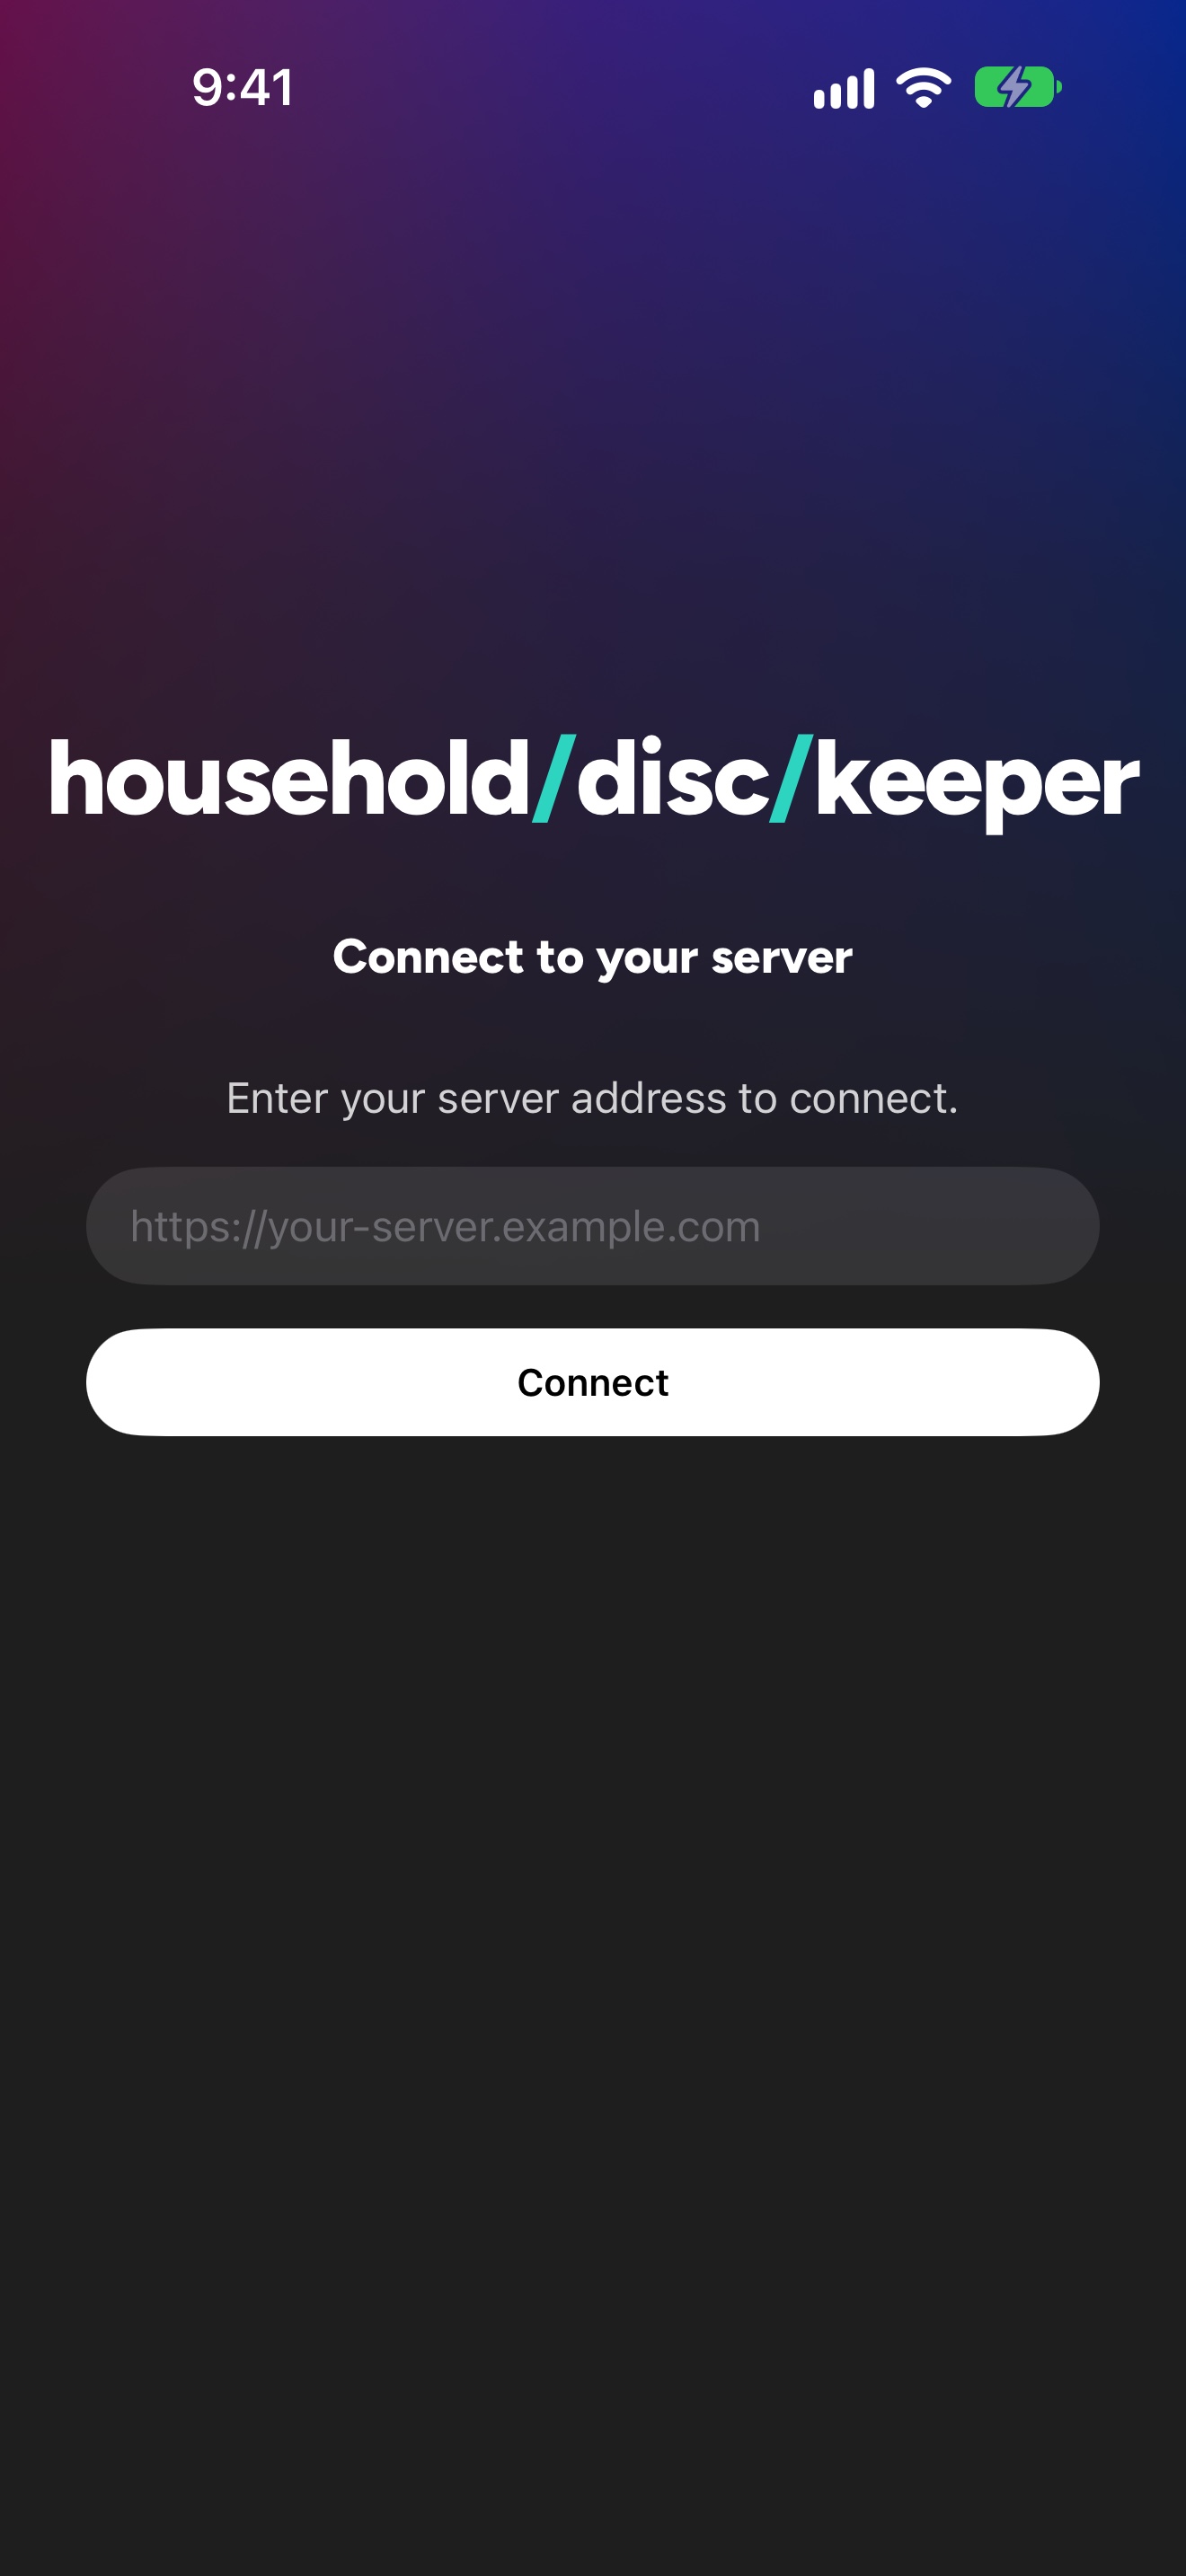 9:41
household/disc/keeper
Connect to your server
Enter your server address to connect.
https://your-server.example.com
Connect